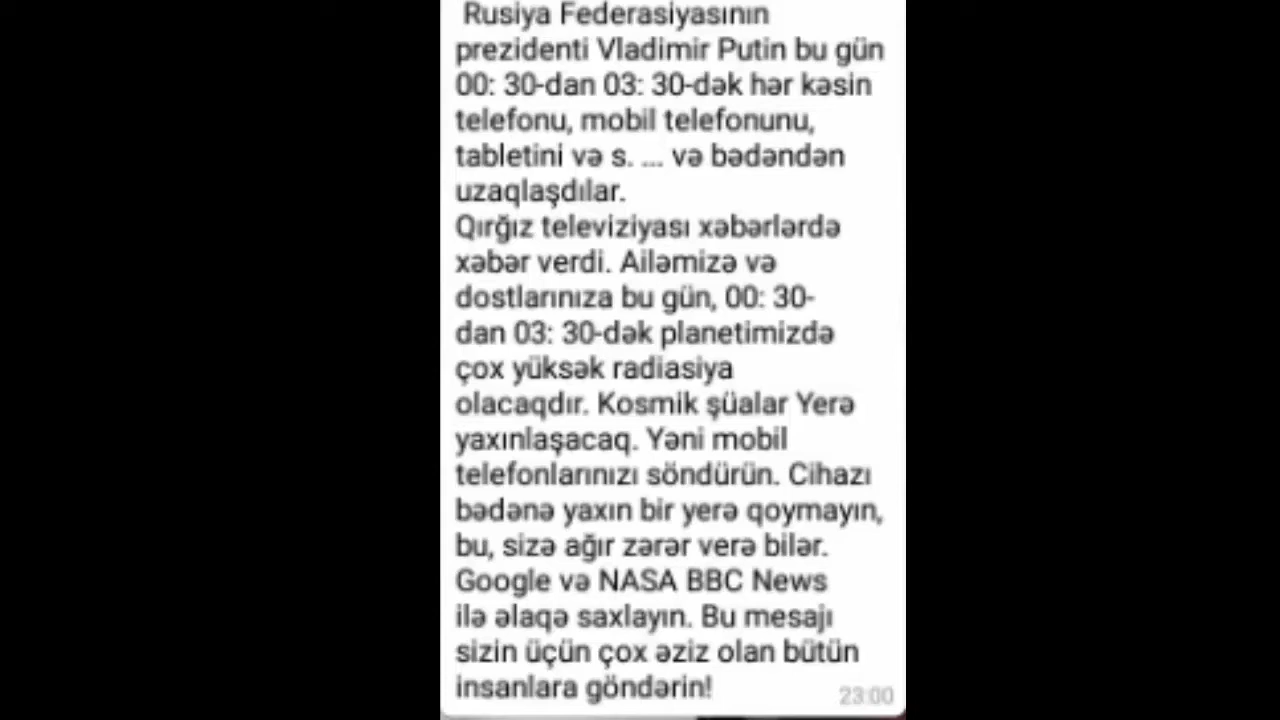 Rusiya Federasiyasının
prezidenti Vladimir Putin bu gün
00: 30-dan 03: 30-dək hər kəsin
telefonu, mobil telefonunu,
tabletini və s. ... və bədəndən
uzaqlaşdılar.
Qırğız televiziyası xəbərlərdə
xəbər verdi. Ailəmizə və
dostlarınıza bu gün, 00: 30-
dan 03: 30-dək planetimizdə
çox yüksək radiasiya
olacaqdır. Kosmik şüalar Yerə
yaxınlaşacaq. Yəni mobil
telefonlarınızı söndürün. Cihazı
bədənə yaxın bir yerə qoymayın,
bu, sizə ağır zərər verə bilər.
Google və NASA BBC News
ilə əlaqə saxlayın. Bu mesajı
sizin üçün çox əziz olan bütün
insanlara göndərin!
23:00